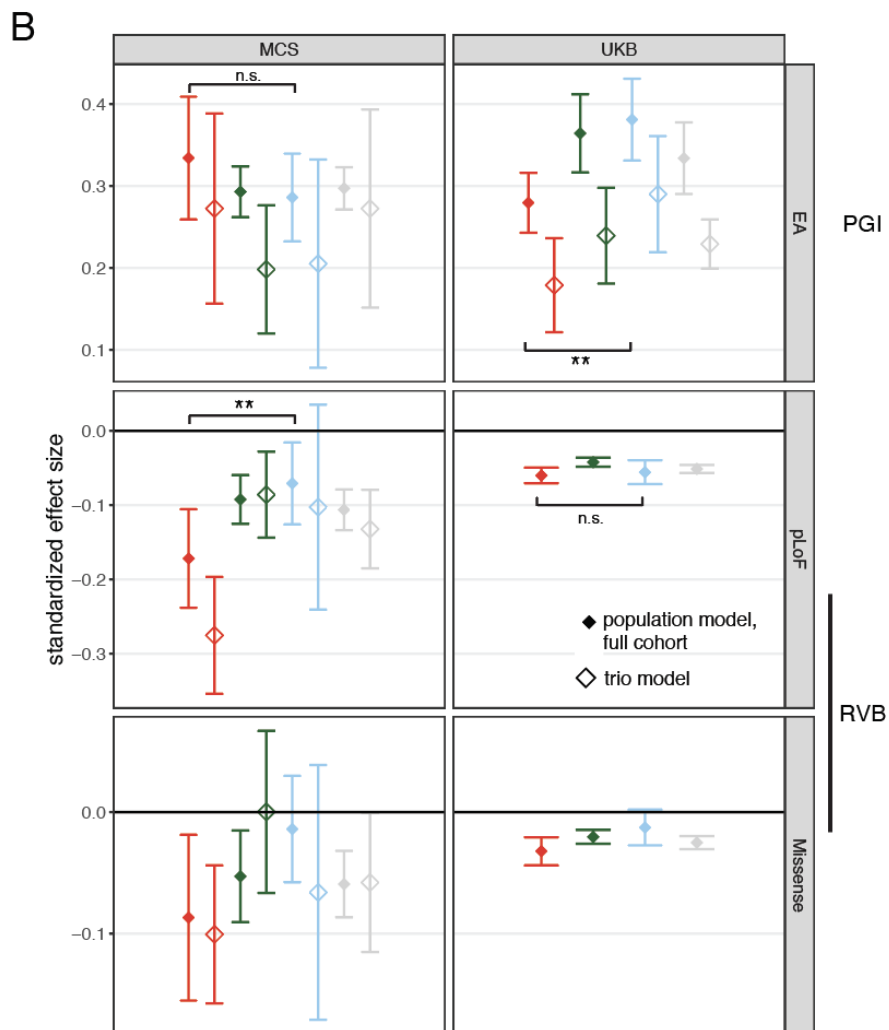 B
MCS
UKB
n.s.
0.4
0.3
0.2
0.1
**
EA
PGI
standardized effect size
**
0.0
−0.1
−0.2
−0.3
n.s.
population model,
full cohort
trio model
pLoF
RVB
0.0
−0.1
Missense